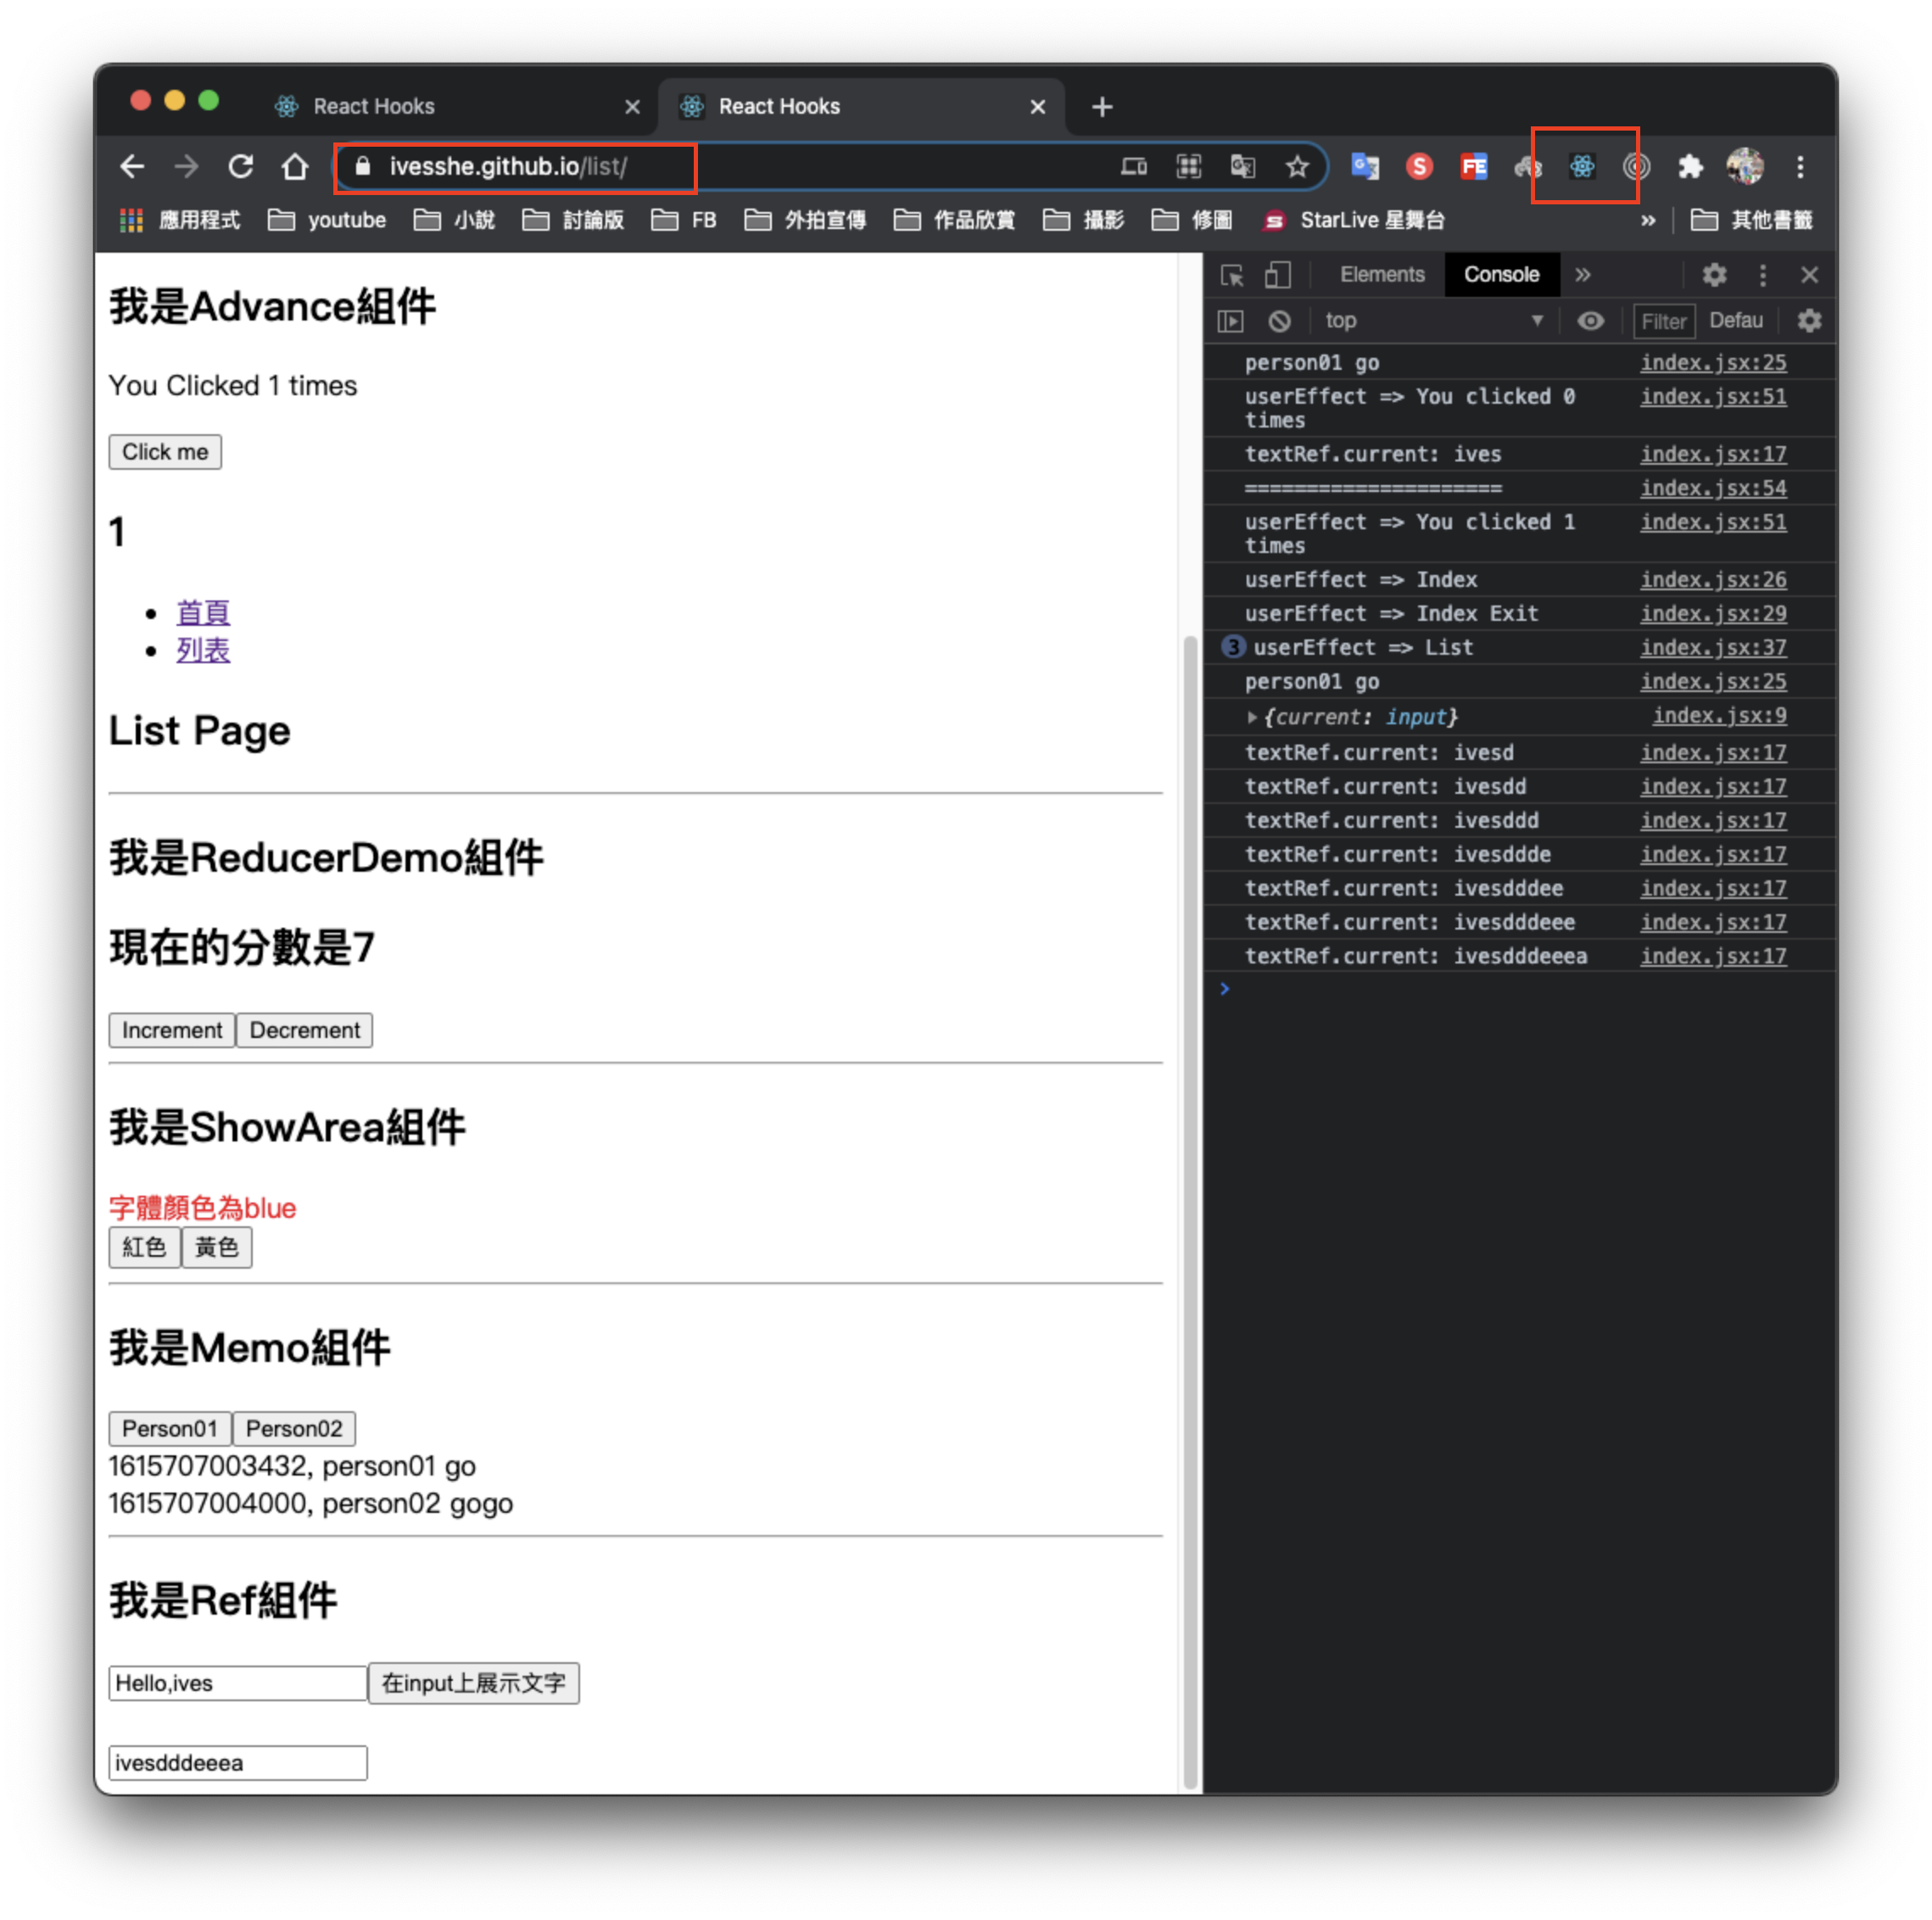 React Hooks
React Hooks
ivesshe.github.io/list/
應用程式 youtube 小說 討論版 FB 外拍宣傳 作品欣賞 攝影 修圖 StarLive 星舞台 » 其他書籤
我是Advance組件
You Clicked 1 times
Click me
1
首頁
列表
List Page
我是ReducerDemo組件
現在的分數是7
Increment Decrement
我是ShowArea組件
字體顏色為blue
紅色 黃色
我是Memo組件
Person01 Person02
1615707003432, person01 go
1615707004000, person02 gogo
我是Ref組件
Hello,ives 在input上展示文字
ivesdddeeea
Elements Console »
top Filter Defau
person01 go index.jsx:25
userEffect => You clicked 0 index.jsx:51
times
textRef.current: ives index.jsx:17
===================== index.jsx:54
userEffect => You clicked 1 index.jsx:51
times
userEffect => Index index.jsx:26
userEffect => Index Exit index.jsx:29
3 userEffect => List index.jsx:37
person01 go index.jsx:25
{current: input} index.jsx:9
textRef.current: ivesd index.jsx:17
textRef.current: ivesdd index.jsx:17
textRef.current: ivesddd index.jsx:17
textRef.current: ivesddde index.jsx:17
textRef.current: ivesdddee index.jsx:17
textRef.current: ivesdddeee index.jsx:17
textRef.current: ivesdddeeea index.jsx:17